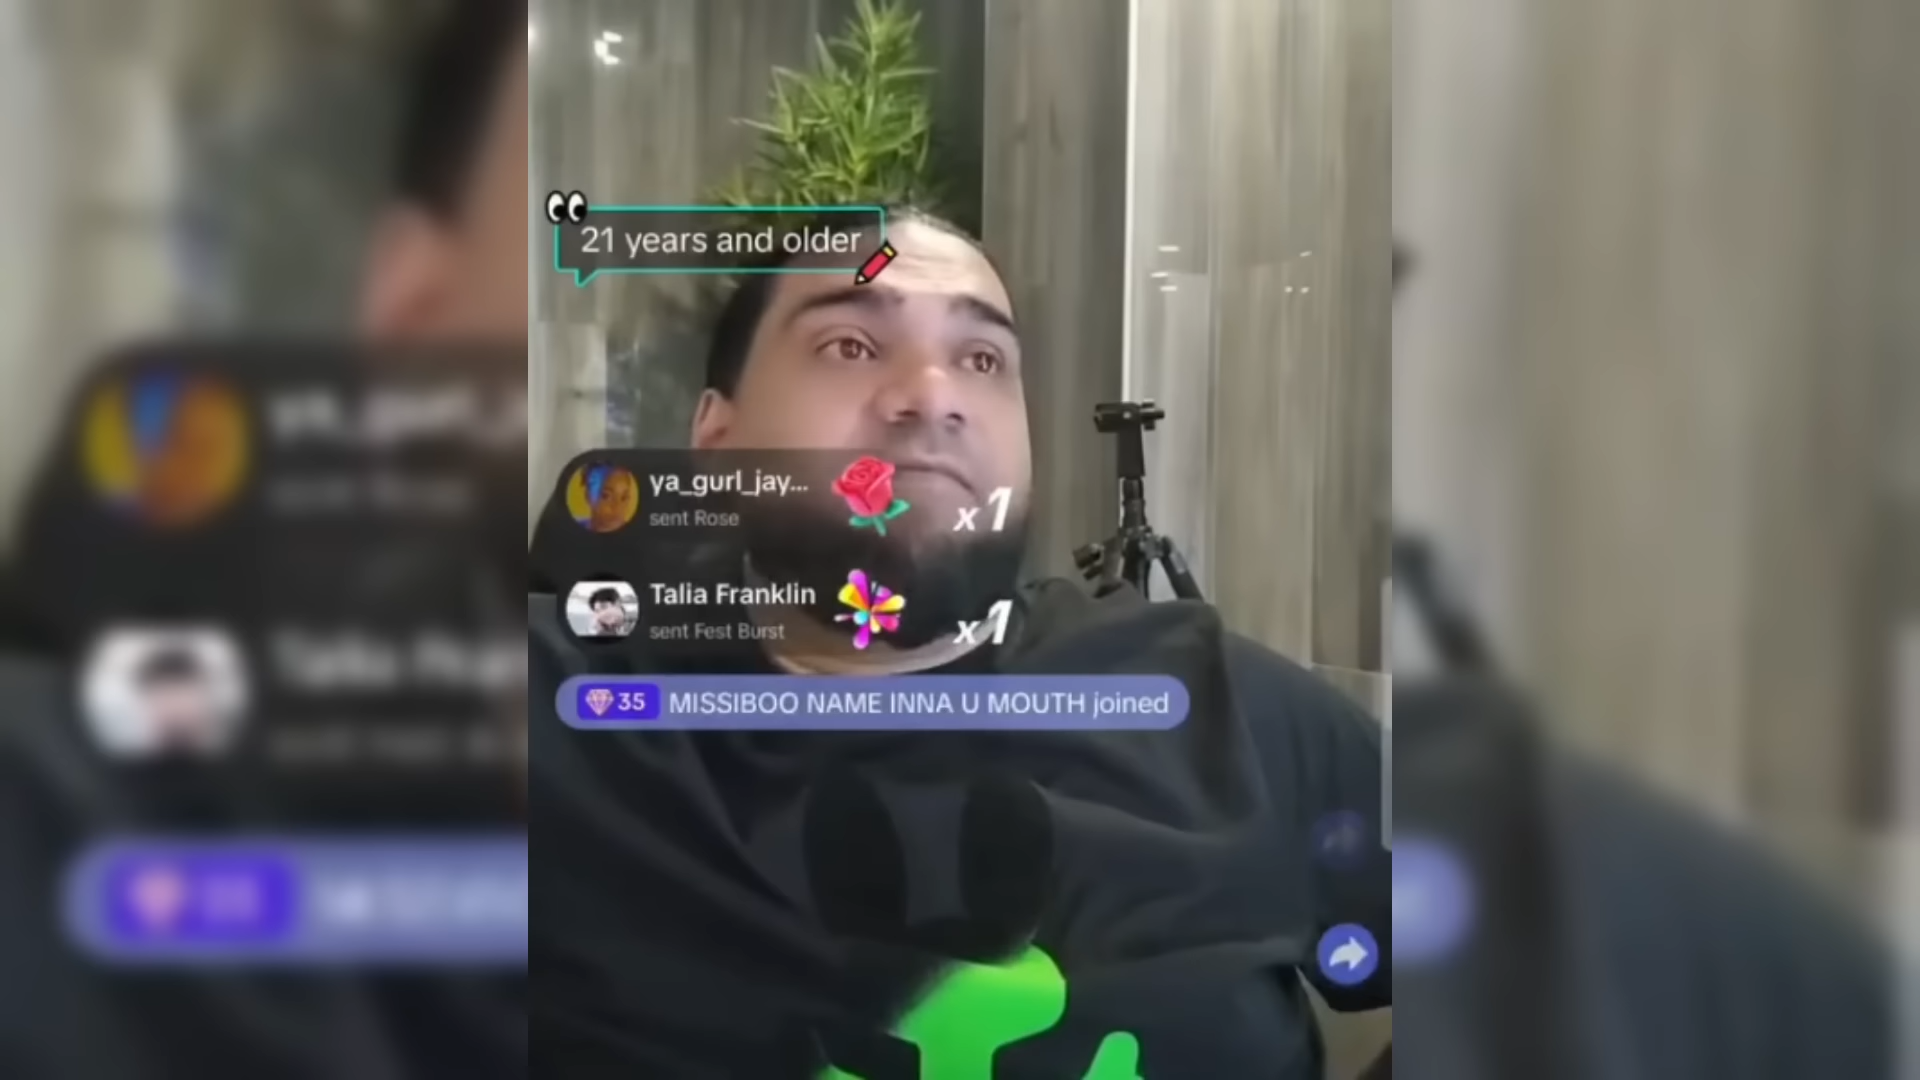 21 years and older
ya_gurl_jay...
sent Rose
x1
Talia Franklin
sent Fest Burst
x1
35 MISSIBOO NAME INNA U MOUTH joined